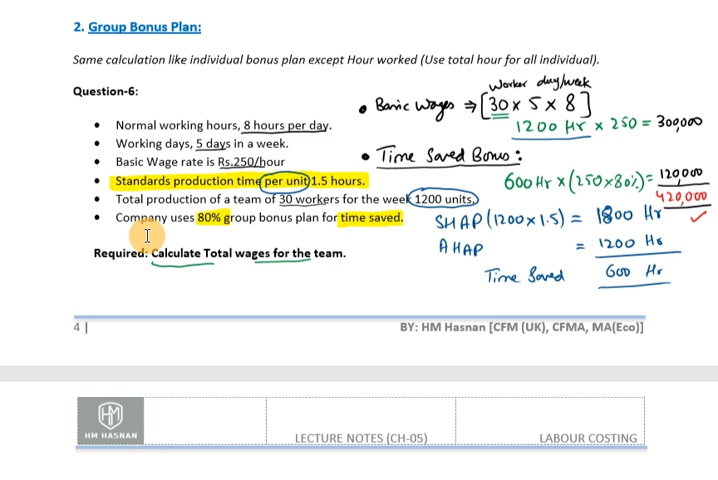 2. Group Bonus Plan:
Same calculation like individual bonus plan except Hour worked (Use total hour for all individual).
Question-6:
• Normal working hours, 8 hours per day.
• Working days, 5 days in a week.
• Basic Wage rate is Rs.250/hour
• Standards production time per unit 1.5 hours.
• Total production of a team of 30 workers for the week 1200 units.
• Company uses 80% group bonus plan for time saved.
Required: Calculate Total wages for the team.
Worker day/week
• Basic Wages ⇒ [30 x 5 x 8]
1200 Hr x 250 = 300,000
• Time Saved Bonus:
600 Hr x (250 x 80%) = 120,000
420,000
SHAP (1200 x 1.5) = 1800 Hr
AHAP = 1200 Hs
Time Saved 600 Hr
4 | BY: HM Hasnan [CFM (UK), CFMA, MA(Eco)]
HM
HM HASNAN
LECTURE NOTES (CH-05) LABOUR COSTING